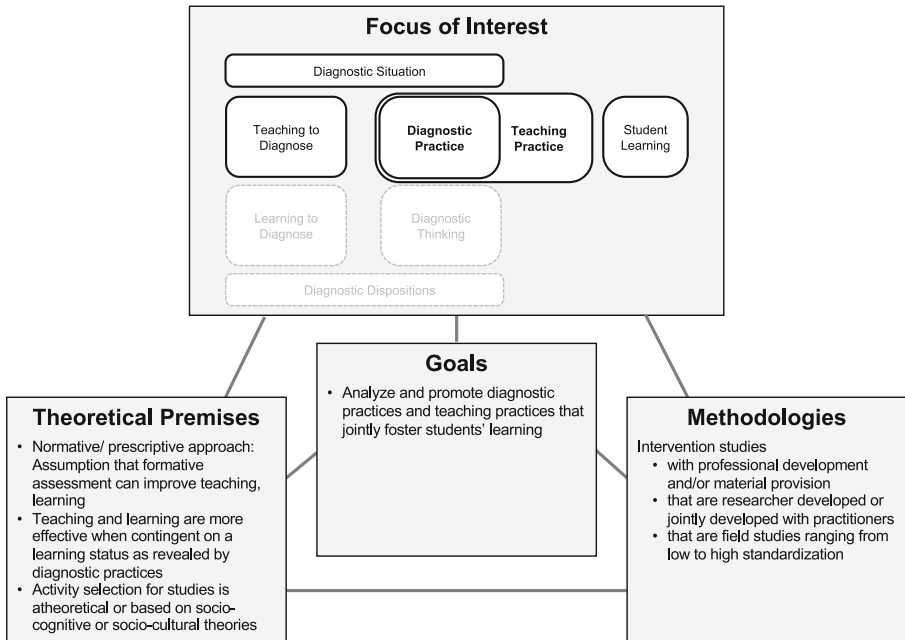 Focus of Interest
Diagnostic Situation
Teaching to
Diagnose
Diagnostic
Practice
Teaching
Practice
Student
Learning
Learning to
Diagnose
Diagnostic
Thinking
Diagnostic Dispositions
Goals
• Analyze and promote diagnostic
practices and teaching practices that
jointly foster students' learning
Theoretical Premises
• Normative/ prescriptive approach:
Assumption that formative
assessment can improve teaching,
learning
• Teaching and learning are more
effective when contingent on a
learning status as revealed by
diagnostic practices
• Activity selection for studies is
atheoretical or based on socio-
cognitive or socio-cultural theories
Methodologies
Intervention studies
• with professional development
and/or material provision
• that are researcher developed or
jointly developed with practitioners
• that are field studies ranging from
low to high standardization